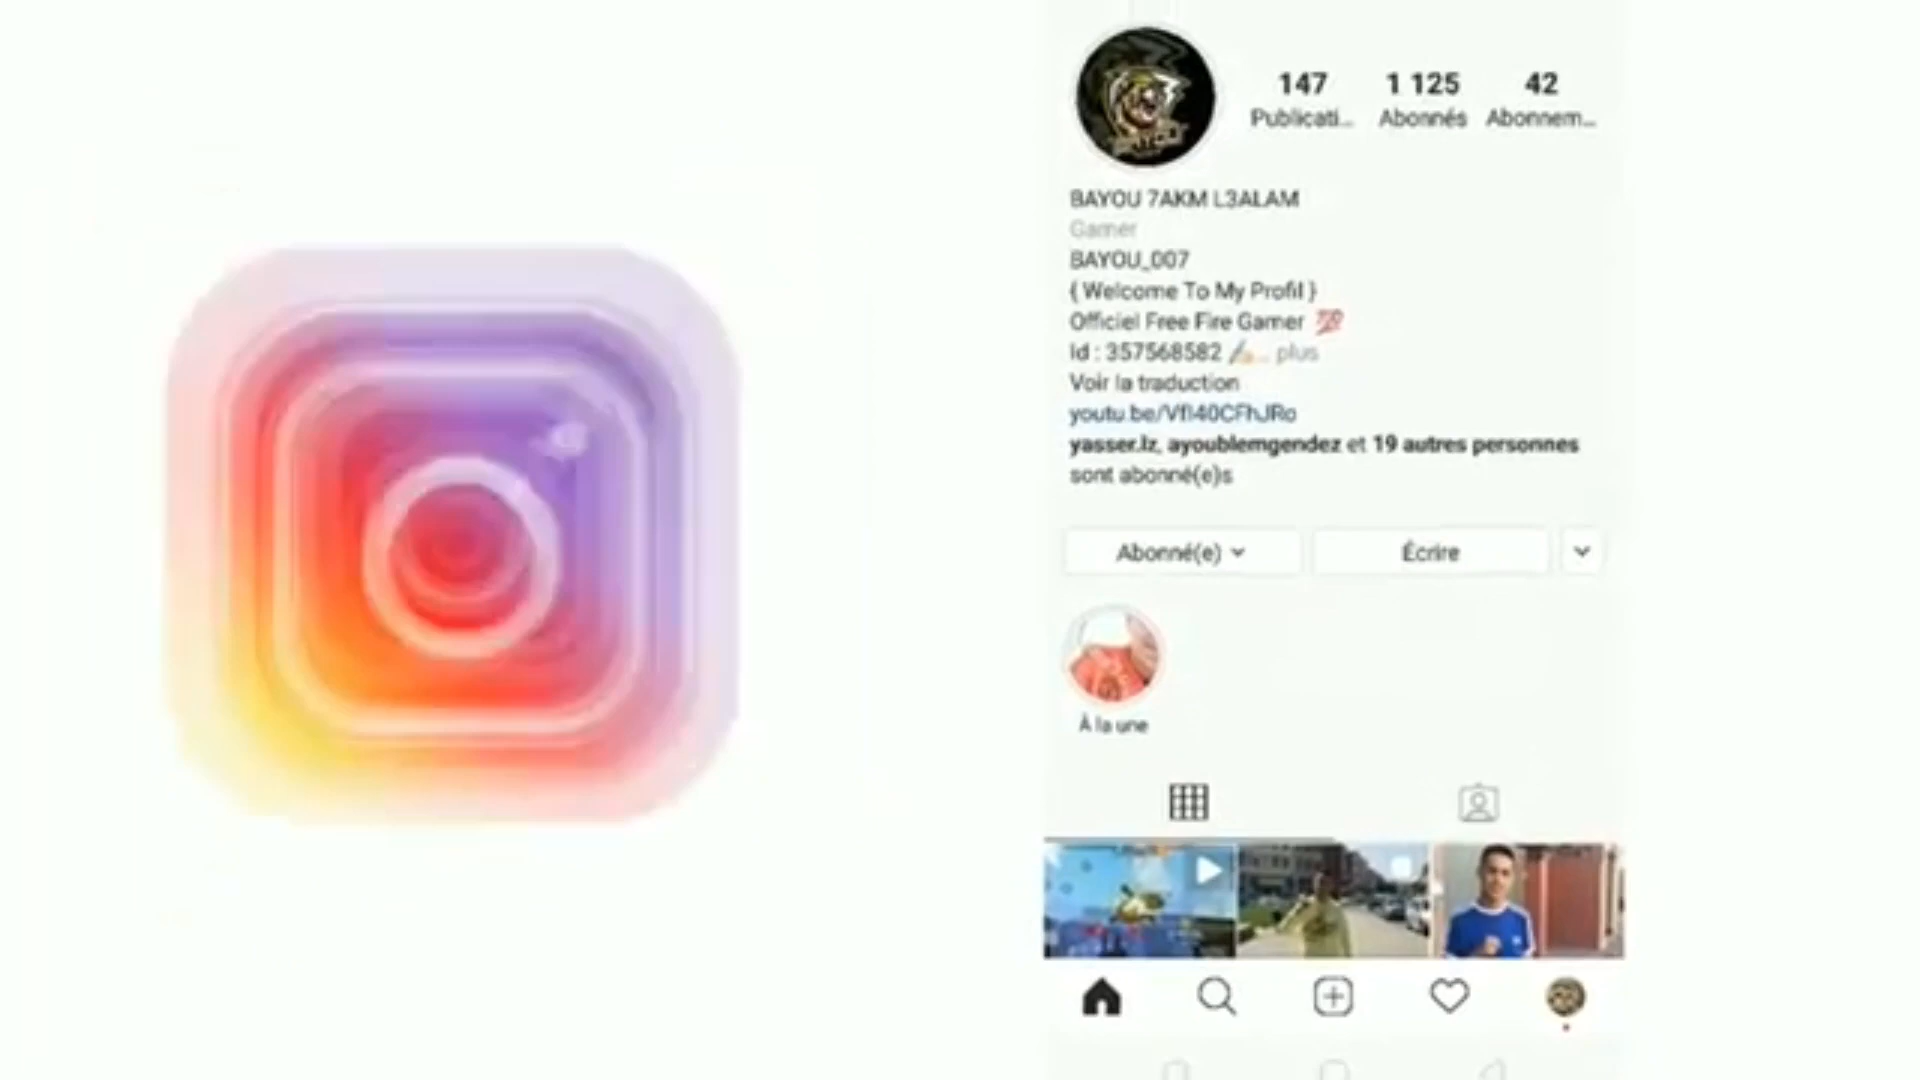 147 1 125 42
Publicati... Abonnés Abonnem...
BAYOU 7AKM L3ALAM
Gamer
BAYOU_007
{ Welcome To My Profil }
Officiel Free Fire Gamer 💯
Id : 357568582 ✍... plus
Voir la traduction
youtu.be/VfI40CFhJRo
yasser.lz, ayoublemgendez et 19 autres personnes
sont abonné(e)s
Abonné(e) Écrire
À la une